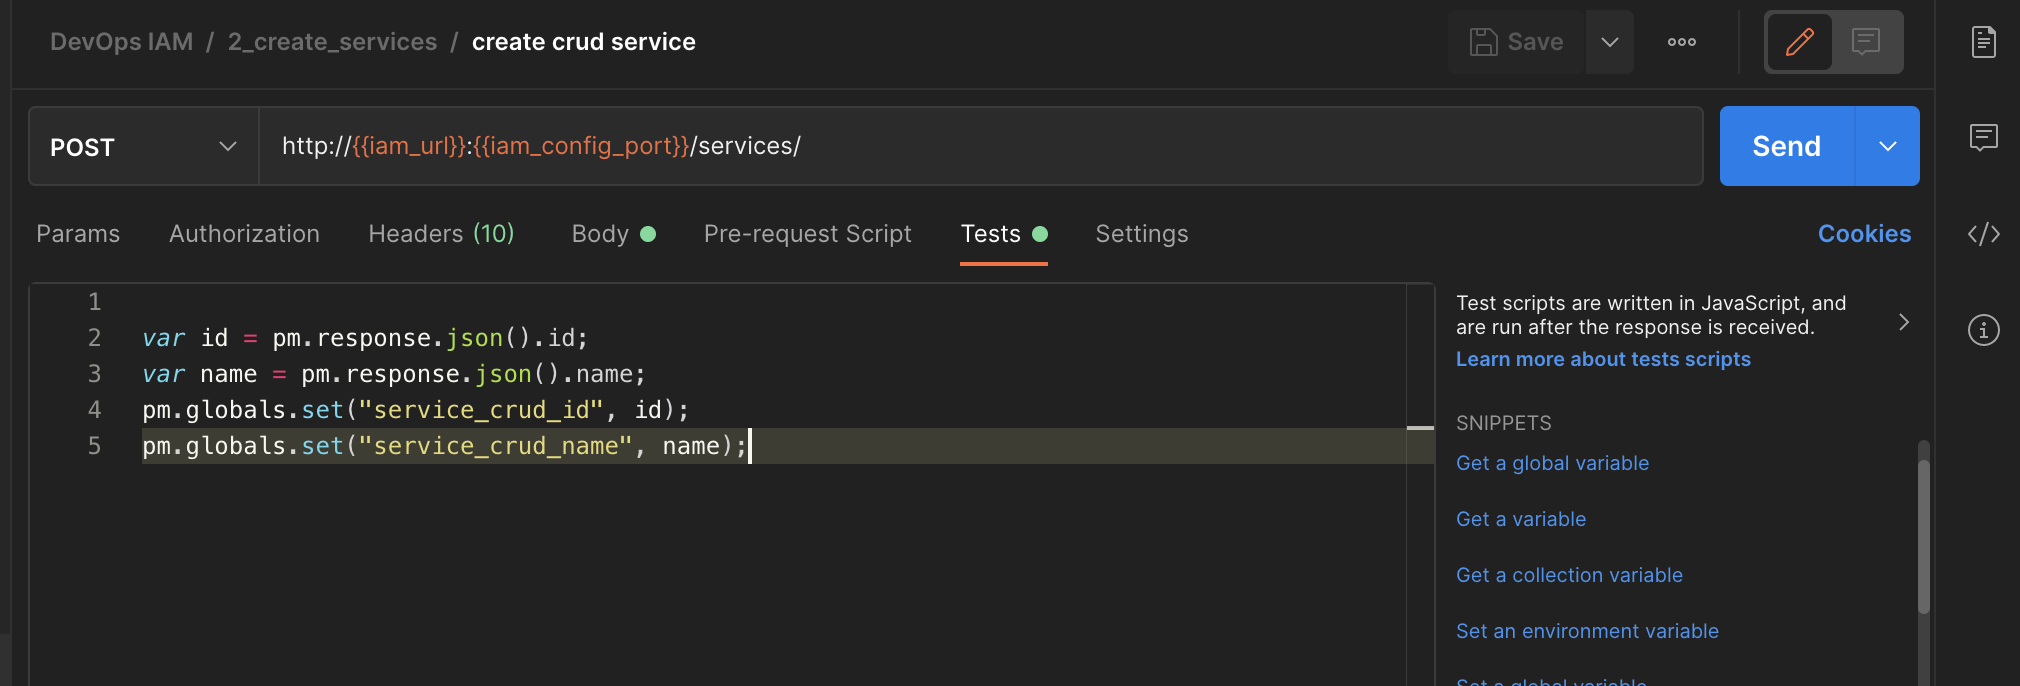 DevOps IAM / 2_create_services / create crud service
Save
POST
http://{{iam_url}}:{{iam_config_port}}/services/
Send
Params
Authorization
Headers (10)
Body
Pre-request Script
Tests
Settings
Cookies
1
2 var id = pm.response.json().id;
3 var name = pm.response.json().name;
4 pm.globals.set("service_crud_id", id);
5 pm.globals.set("service_crud_name", name);
Test scripts are written in JavaScript, and
are run after the response is received.
Learn more about tests scripts
SNIPPETS
Get a global variable
Get a variable
Get a collection variable
Set an environment variable
Set a global variable